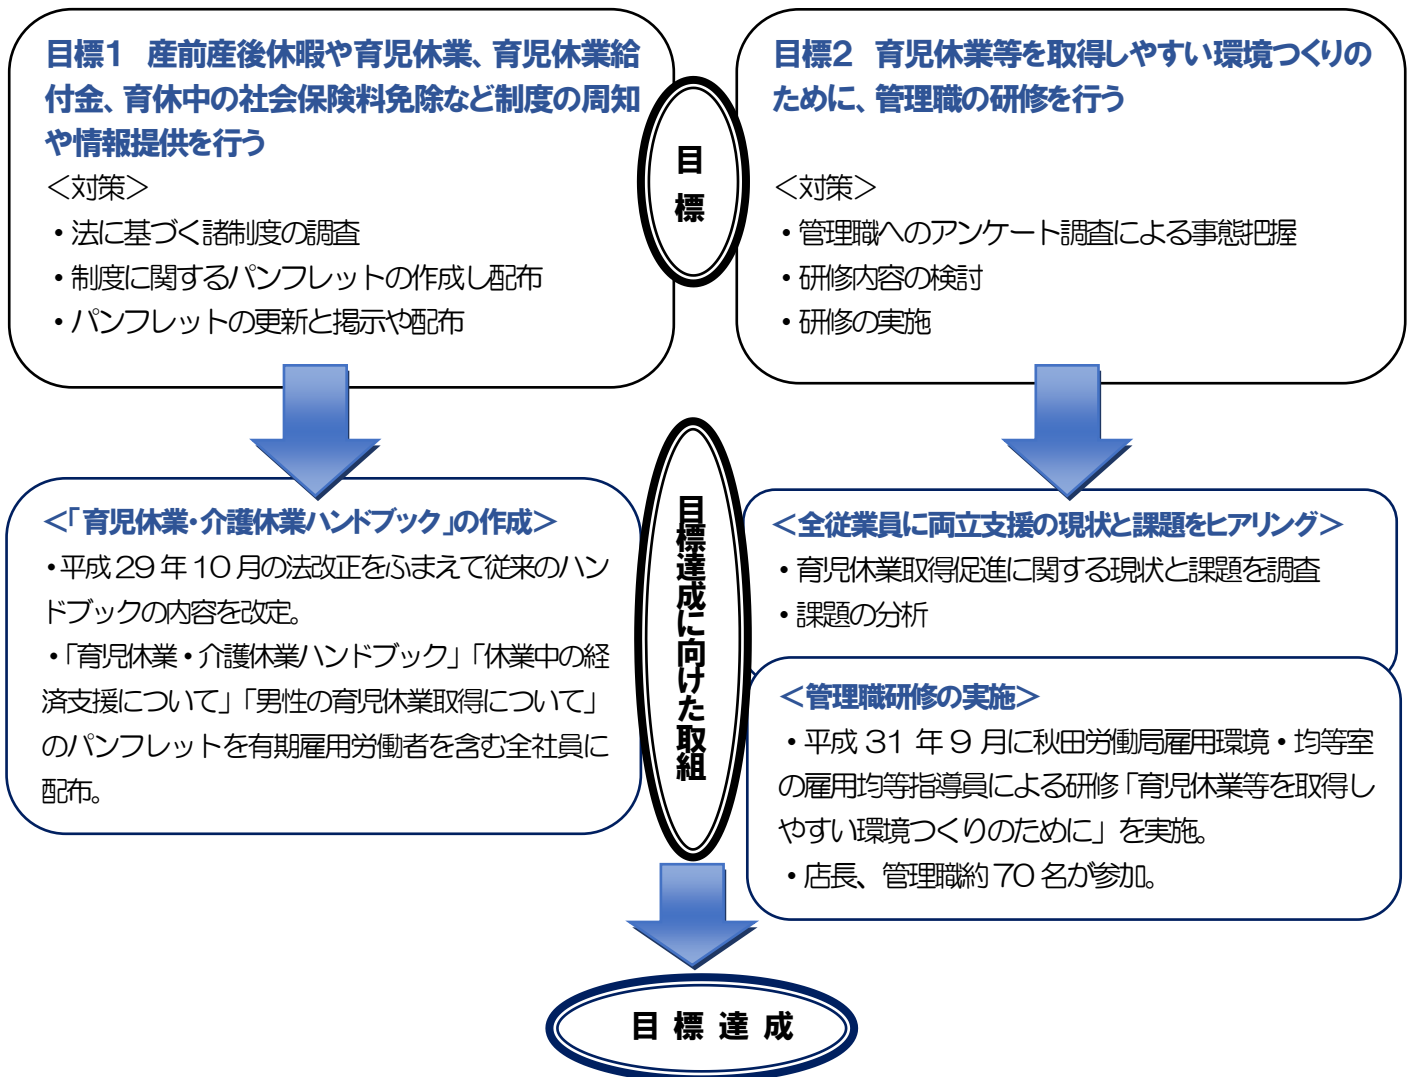 目標1 産前産後休暇や育児休業、育児休業給
付金、育休中の社会保険料免除など制度の周知
や情報提供を行う
＜対策＞
・法に基づく諸制度の調査
・制度に関するパンフレットの作成し配布
・パンフレットの更新と掲示や配布
目標
目標2 育児休業等を取得しやすい環境つくりの
ために、管理職の研修を行う
＜対策＞
・管理職へのアンケート調査による事態把握
・研修内容の検討
・研修の実施
＜「育児休業・介護休業ハンドブック」の作成＞
・平成29年10月の法改正をふまえて従来のハン
ドブックの内容を改定。
・「育児休業・介護休業ハンドブック」「休業中の経
済支援について」「男性の育児休業取得について」
のパンフレットを有期雇用労働者を含む全社員に
配布。
目標達成に向けた取組
＜全従業員に両立支援の現状と課題をヒアリング＞
・育児休業取得促進に関する現状と課題を調査
・課題の分析
＜管理職研修の実施＞
・平成 31 年 9 月に秋田労働局雇用環境・均等室
の雇用均等指導員による研修「育児休業等を取得し
やすい環境つくりのために」を実施。
・店長、管理職約70名が参加。
目標達成